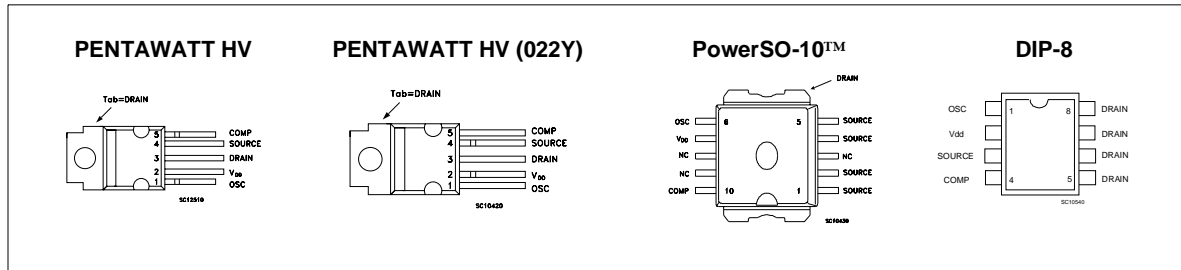 PENTAWATT HV
Tab=DRAIN
5 COMP
4 SOURCE
3 DRAIN
2 VDD
1 OSC
SC12510
PENTAWATT HV (022Y)
Tab=DRAIN
5 COMP
4 SOURCE
3 DRAIN
2 VDD
1 OSC
SC10420
PowerSO-10™
DRAIN
OSC 6 5 SOURCE
VDD SOURCE
NC NC
NC SOURCE
COMP 10 1 SOURCE
SC10430
DIP-8
OSC 1 8 DRAIN
Vdd DRAIN
SOURCE DRAIN
COMP 4 5 DRAIN
SC10540